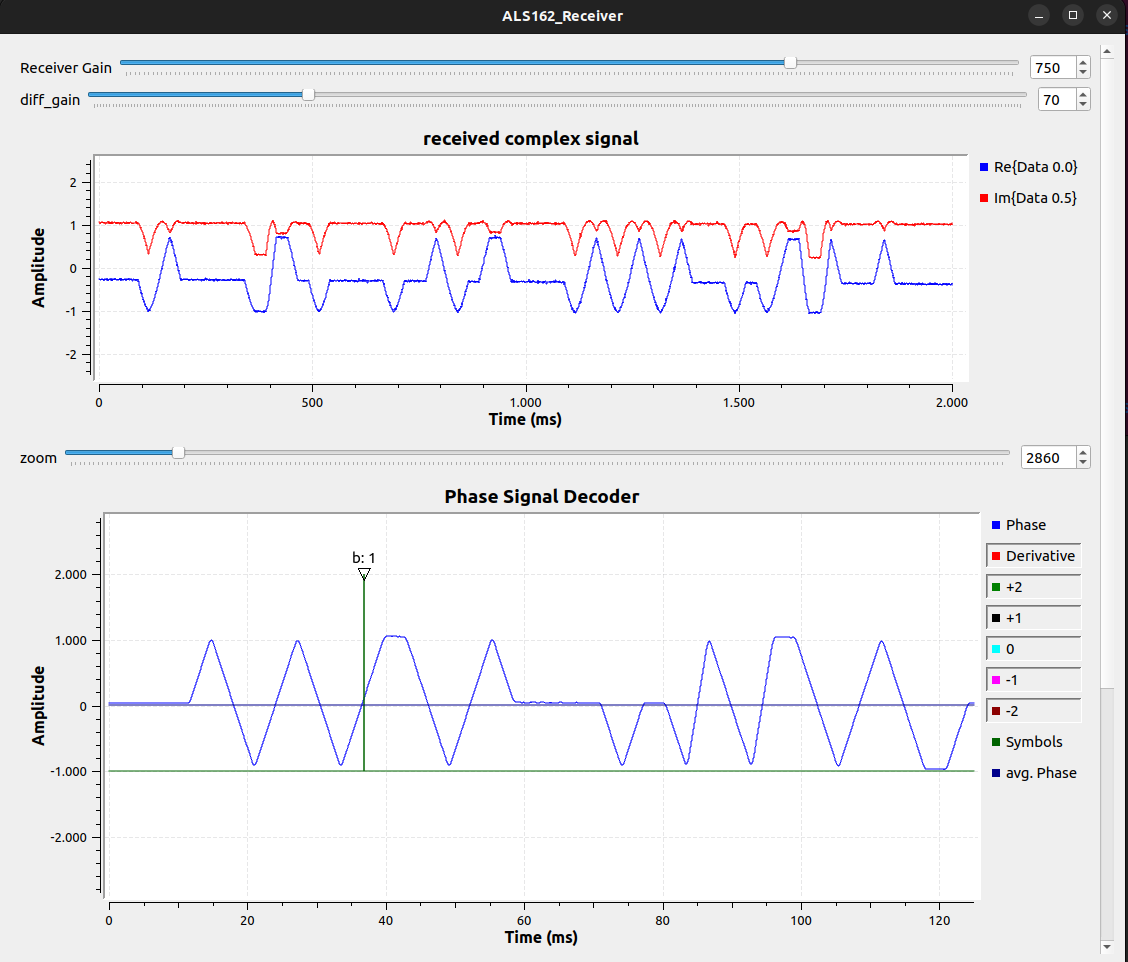 ALS162_Receiver
Receiver Gain 750
diff_gain 70
received complex signal
Re{Data 0.0}
Im{Data 0.5}
Amplitude
2
1
0
-1
-2
0 500 1.000 1.500 2.000
Time (ms)
zoom 2860
Phase Signal Decoder
b: 1
Phase
Derivative
+2
+1
0
-1
-2
Symbols
avg. Phase
Amplitude
2.000
1.000
0
-1.000
-2.000
0 20 40 60 80 100 120
Time (ms)